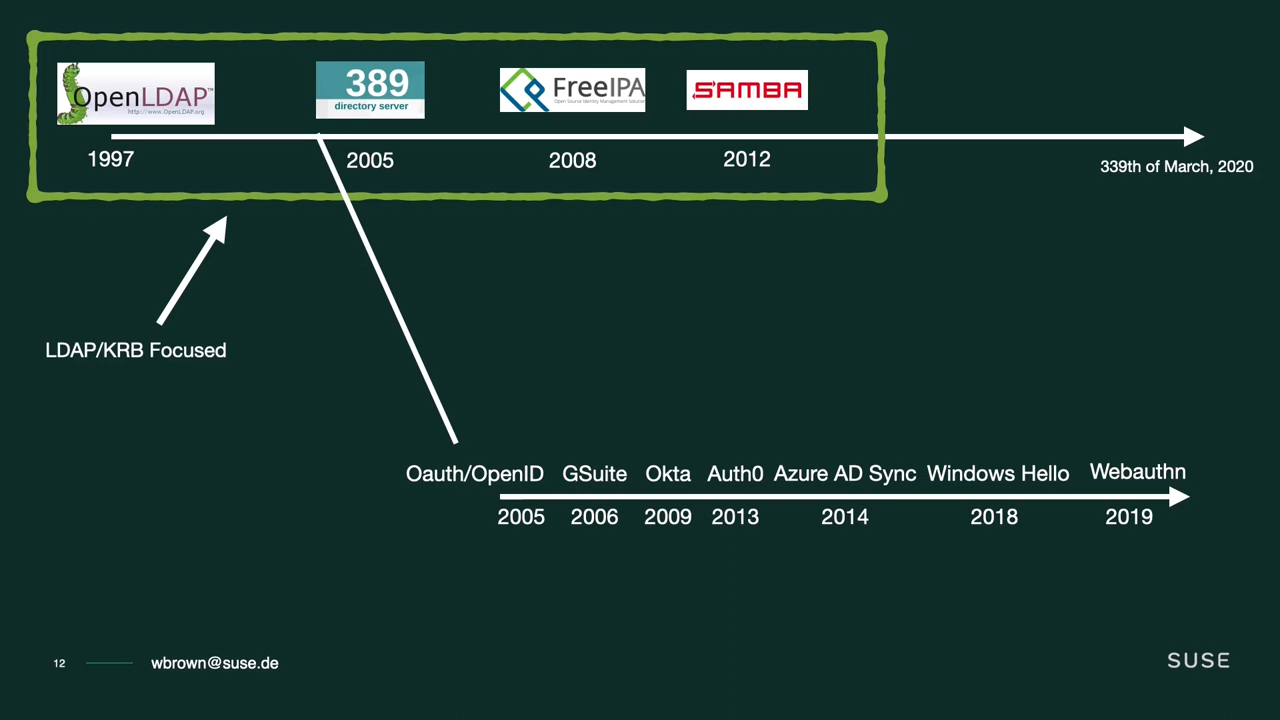 OpenLDAP™
http://www.OpenLDAP.org
389
directory server
FreeIPA
Open Source Identity Management Solution
SAMBA
1997
2005
2008
2012
339th of March, 2020
LDAP/KRB Focused
Oauth/OpenID GSuite Okta Auth0 Azure AD Sync Windows Hello Webauthn
2005 2006 2009 2013 2014 2018 2019
12
wbrown@suse.de
SUSE